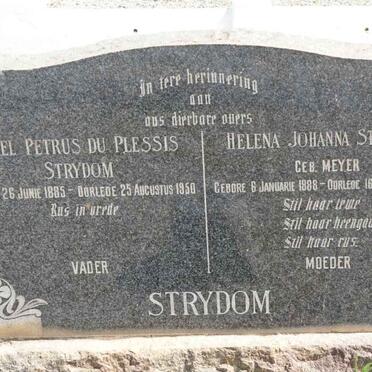 In tere herinnering
aan
ons dierbare ouers
EL PETRUS DU PLESSIS
STRYDOM
26 JUNIE 1885 - OORLEDE 25 AUGUSTUS 1950
Rus in vrede
VADER
HELENA JOHANNA ST
GEB. MEYER
GEBORE 6 JANUARIE 1888 - OORLEDE 16
Stil haar lewe
Stil haar heengaa
Stil haar rus.
MOEDER
STRYDOM